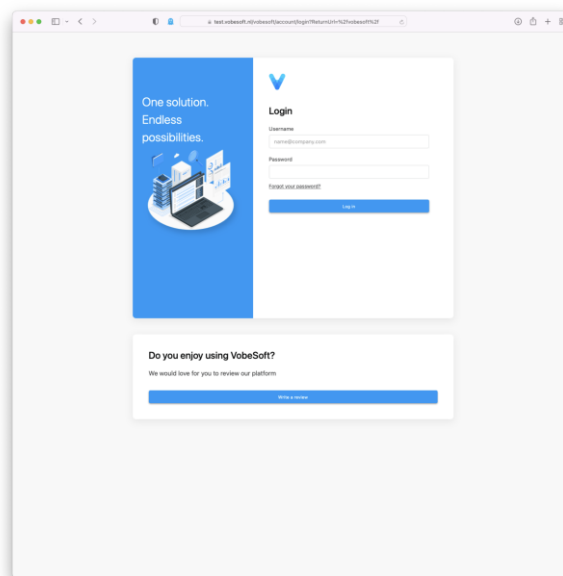 test.vobesoft.nl/vobesoft/account/login?ReturnUrl=%2Fvobesoft%2F
One solution.
Endless
possibilities.
Login
Username
name@company.com
Password
Forgot your password?
Log in
Do you enjoy using VobeSoft?
We would love for you to review our platform
Write a review